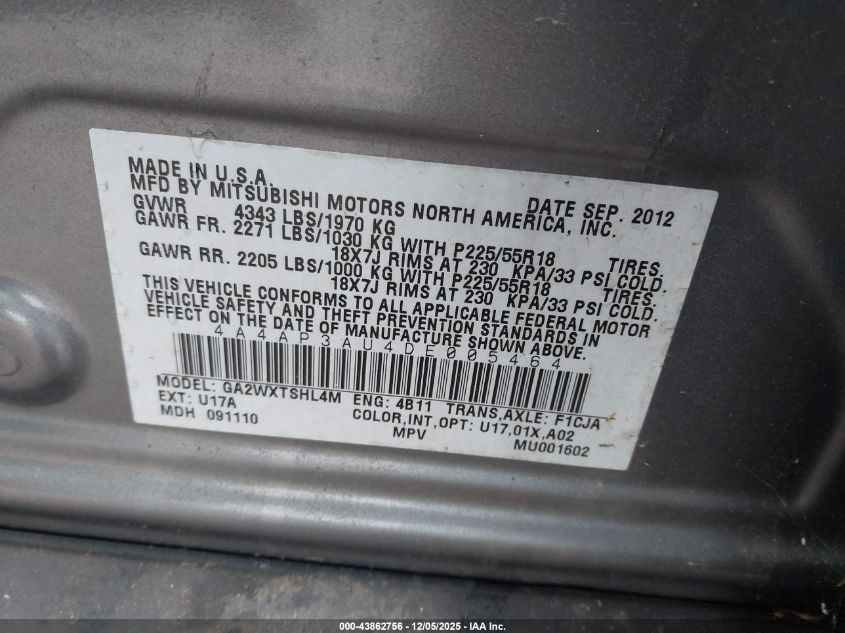 MADE IN U.S.A. DATE SEP. 2012
MFD BY MITSUBISHI MOTORS NORTH AMERICA, INC.
GVWR 4343 LBS/1970 KG
GAWR FR. 2271 LBS/1030 KG WITH P225/55R18 TIRES.
18X7J RIMS AT 230 KPA/33 PSI COLD.
GAWR RR. 2205 LBS/1000 KG WITH P225/55R18 TIRES.
18X7J RIMS AT 230 KPA/33 PSI COLD.
THIS VEHICLE CONFORMS TO ALL APPLICABLE FEDERAL MOTOR
VEHICLE SAFETY AND THEFT PREVENTION STANDARDS IN
EFFECT ON THE DATE OF MANUFACTURE SHOWN ABOVE.
4A4AP3AU4DE005464
MODEL: GA2WXTSHL4M ENG: 4B11 TRANS,AXLE: F1CJA
EXT: U17A COLOR,INT,OPT: U17,01X,A02
MDH 091110 MPV MU001602
000-43862756 - 12/05/2025 - IAA Inc.